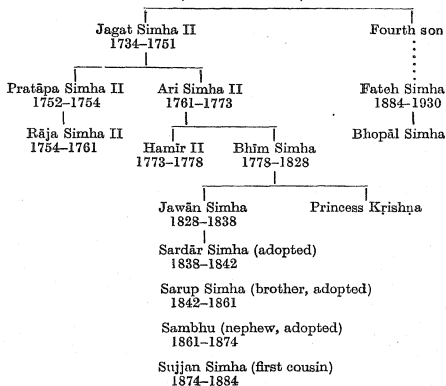 Jagat Simha II Fourth son
1734–1751
Pratāpa Simha II Ari Simha II Fateh Simha
1752–1754 1761–1773 1884–1930
Rāja Simha II Hamīr II Bhīm Simha Bhopāl Simha
1754–1761 1773–1778 1778–1828
Jawān Simha Princess Kṛishṇa
1828–1838
Sardār Simha (adopted)
1838–1842
Sarup Simha (brother, adopted)
1842–1861
Sambhu (nephew, adopted)
1861–1874
Sujjan Simha (first cousin)
1874–1884